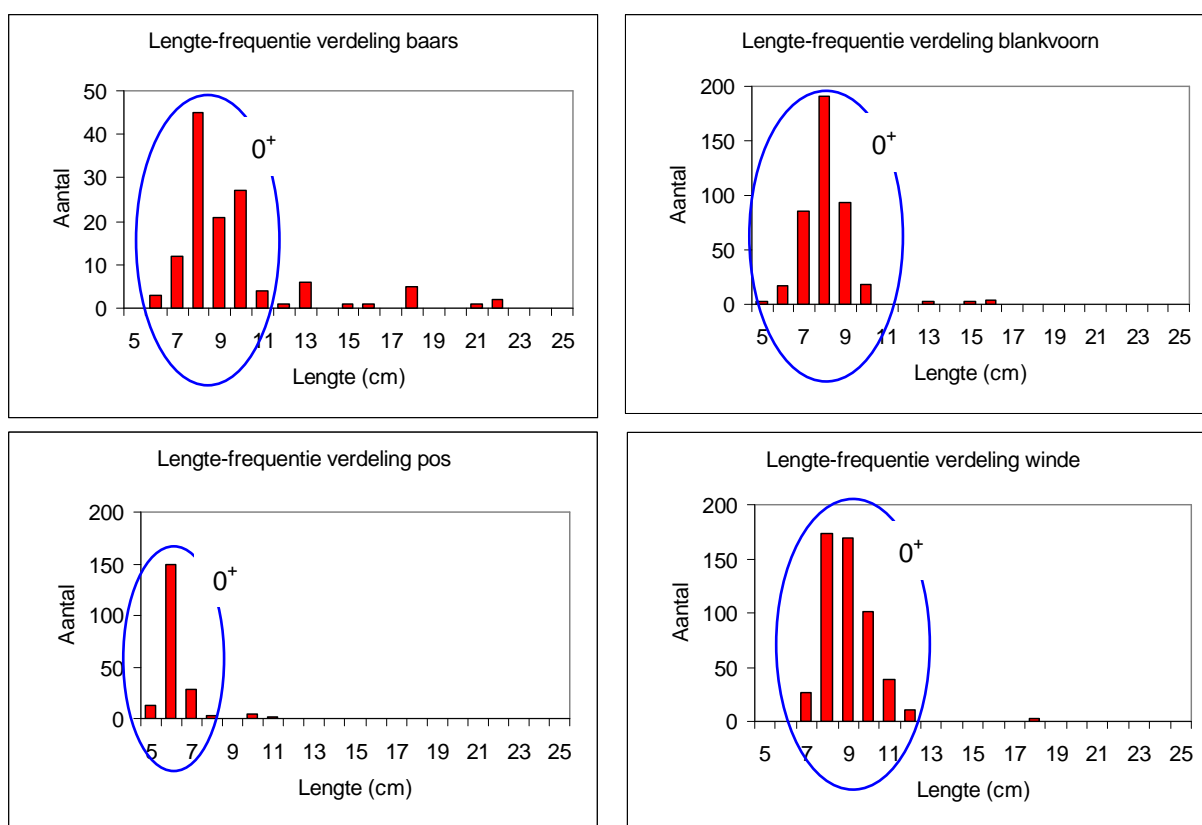 Lengte-frequentie verdeling baars
50
40
30
20
10
0
Aantal
0+
5 7 9 11 13 15 17 19 21 23 25
Lengte (cm)
Lengte-frequentie verdeling blankvoorn
200
150
100
50
0
Aantal
0+
5 7 9 11 13 15 17 19 21 23 25
Lengte (cm)
Lengte-frequentie verdeling pos
200
150
100
50
0
Aantal
0+
5 7 9 11 13 15 17 19 21 23 25
Lengte (cm)
Lengte-frequentie verdeling winde
200
150
100
50
0
Aantal
0+
5 7 9 11 13 15 17 19 21 23 25
Lengte (cm)